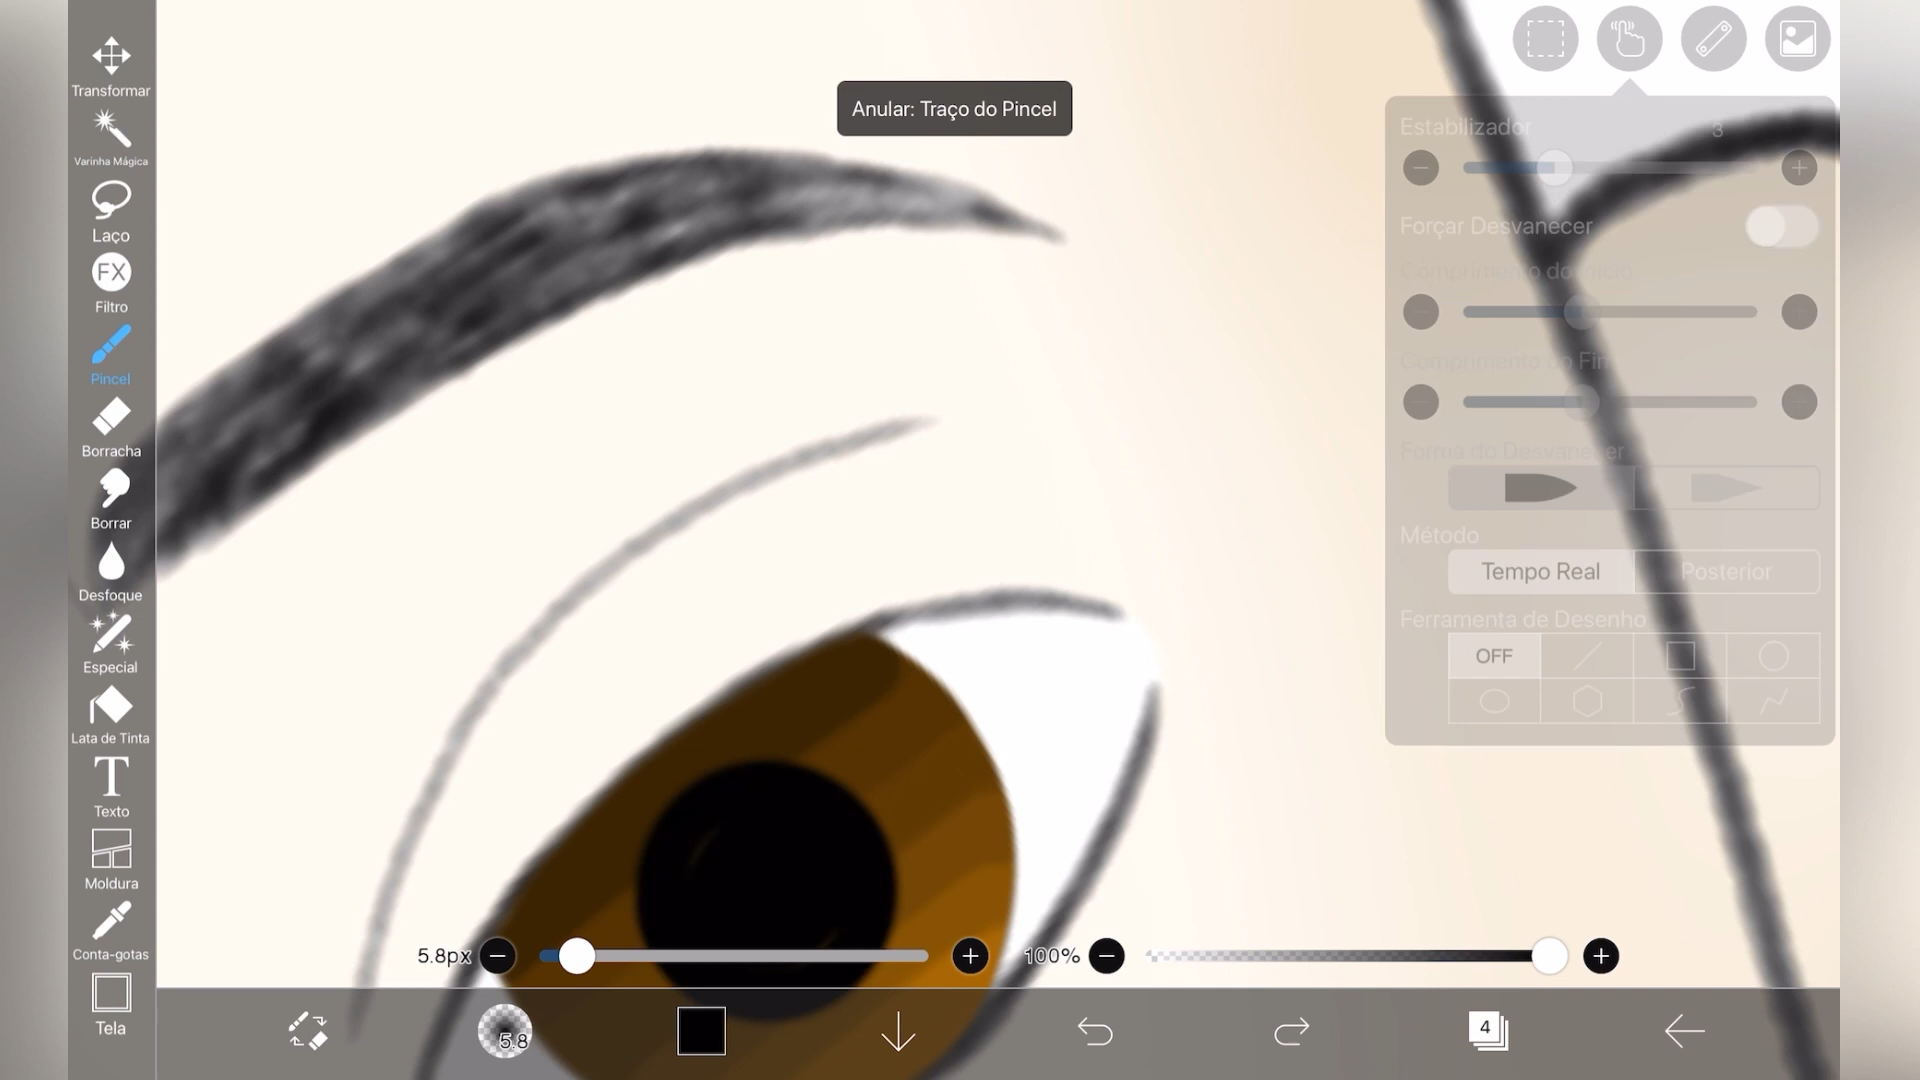 Transformar
Varinha Mágica
Laço
FX
Filtro
Pincel
Borracha
Borrar
Desfoque
Especial
Lata de Tinta
T
Texto
Moldura
Conta-gotas
Tela
Anular: Traço do Pincel
Estabilizador 3
Forçar Desvanecer
Comprimento do Início
Comprimento do Fim
Forma do Desvanecer
Método
Tempo Real Posterior
Ferramenta de Desenho
OFF
5.8px
100%
5.8
4